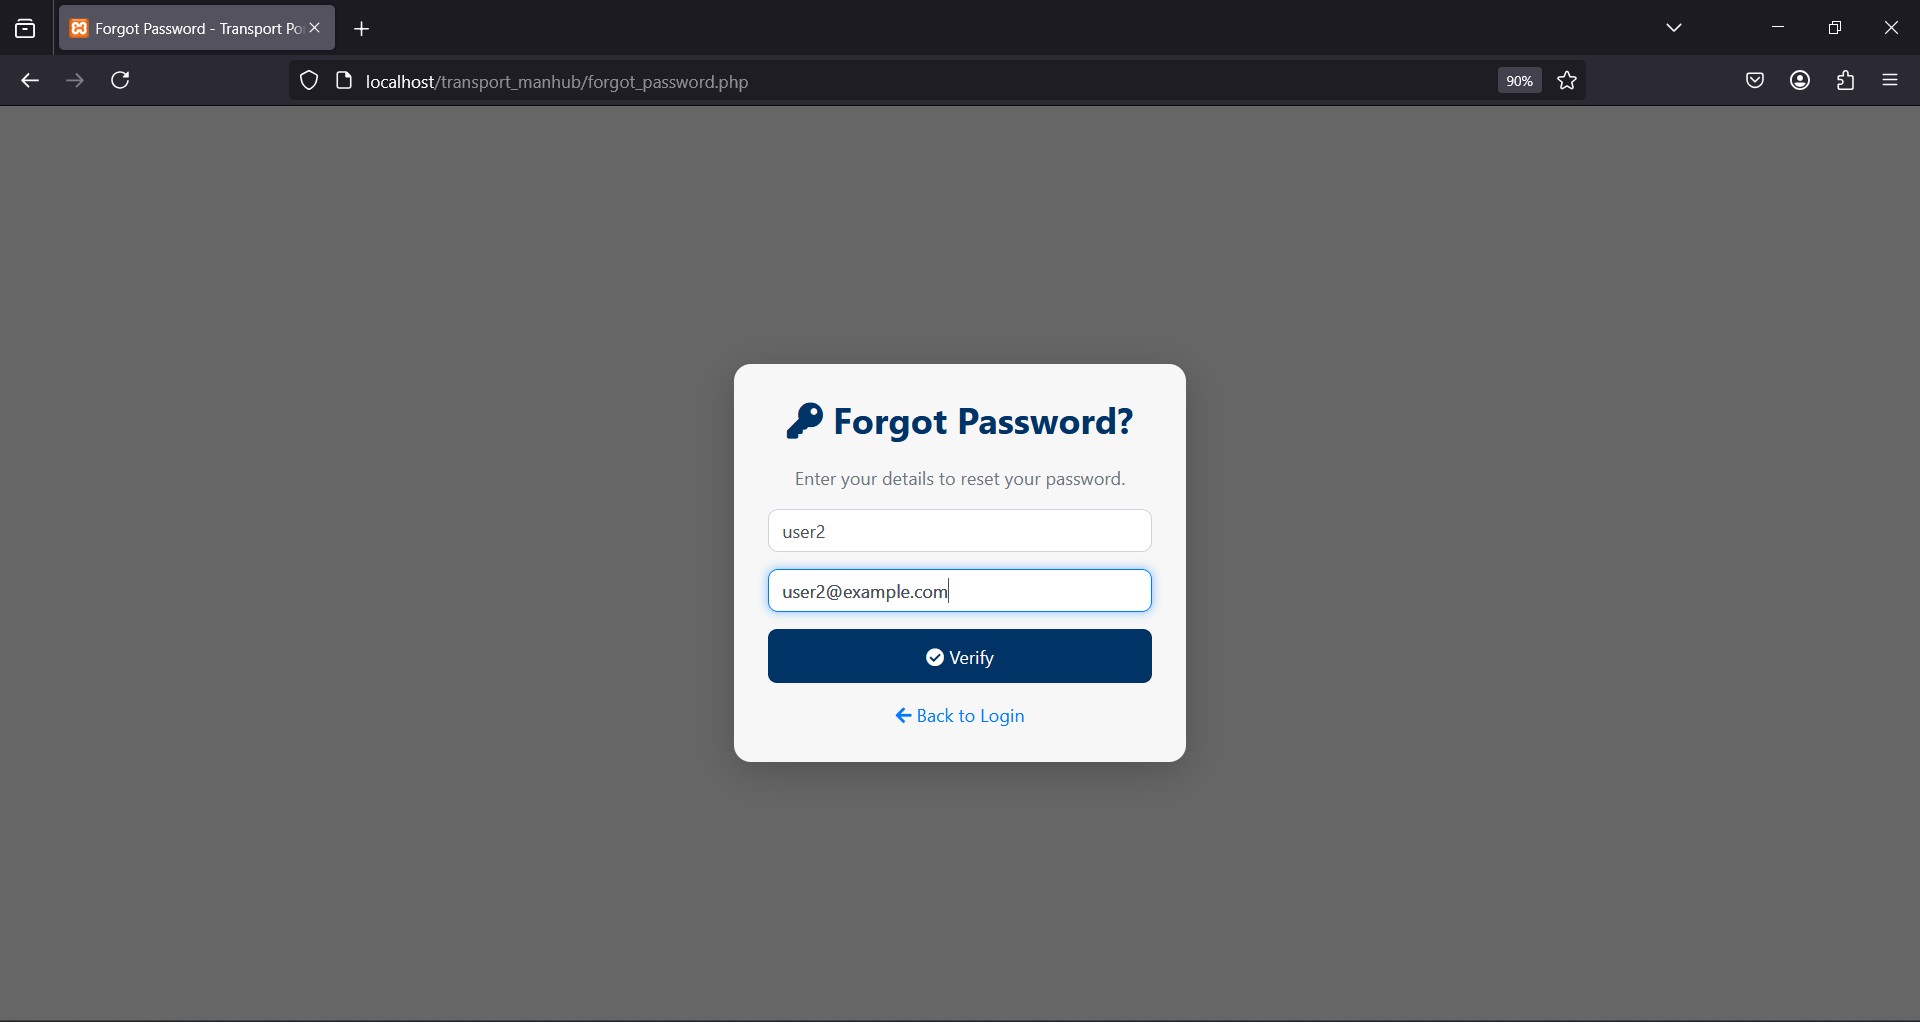 Forgot Password - Transport Po
localhost/transport_manhub/forgot_password.php
90%
Forgot Password?
Enter your details to reset your password.
user2
user2@example.com
Verify
Back to Login